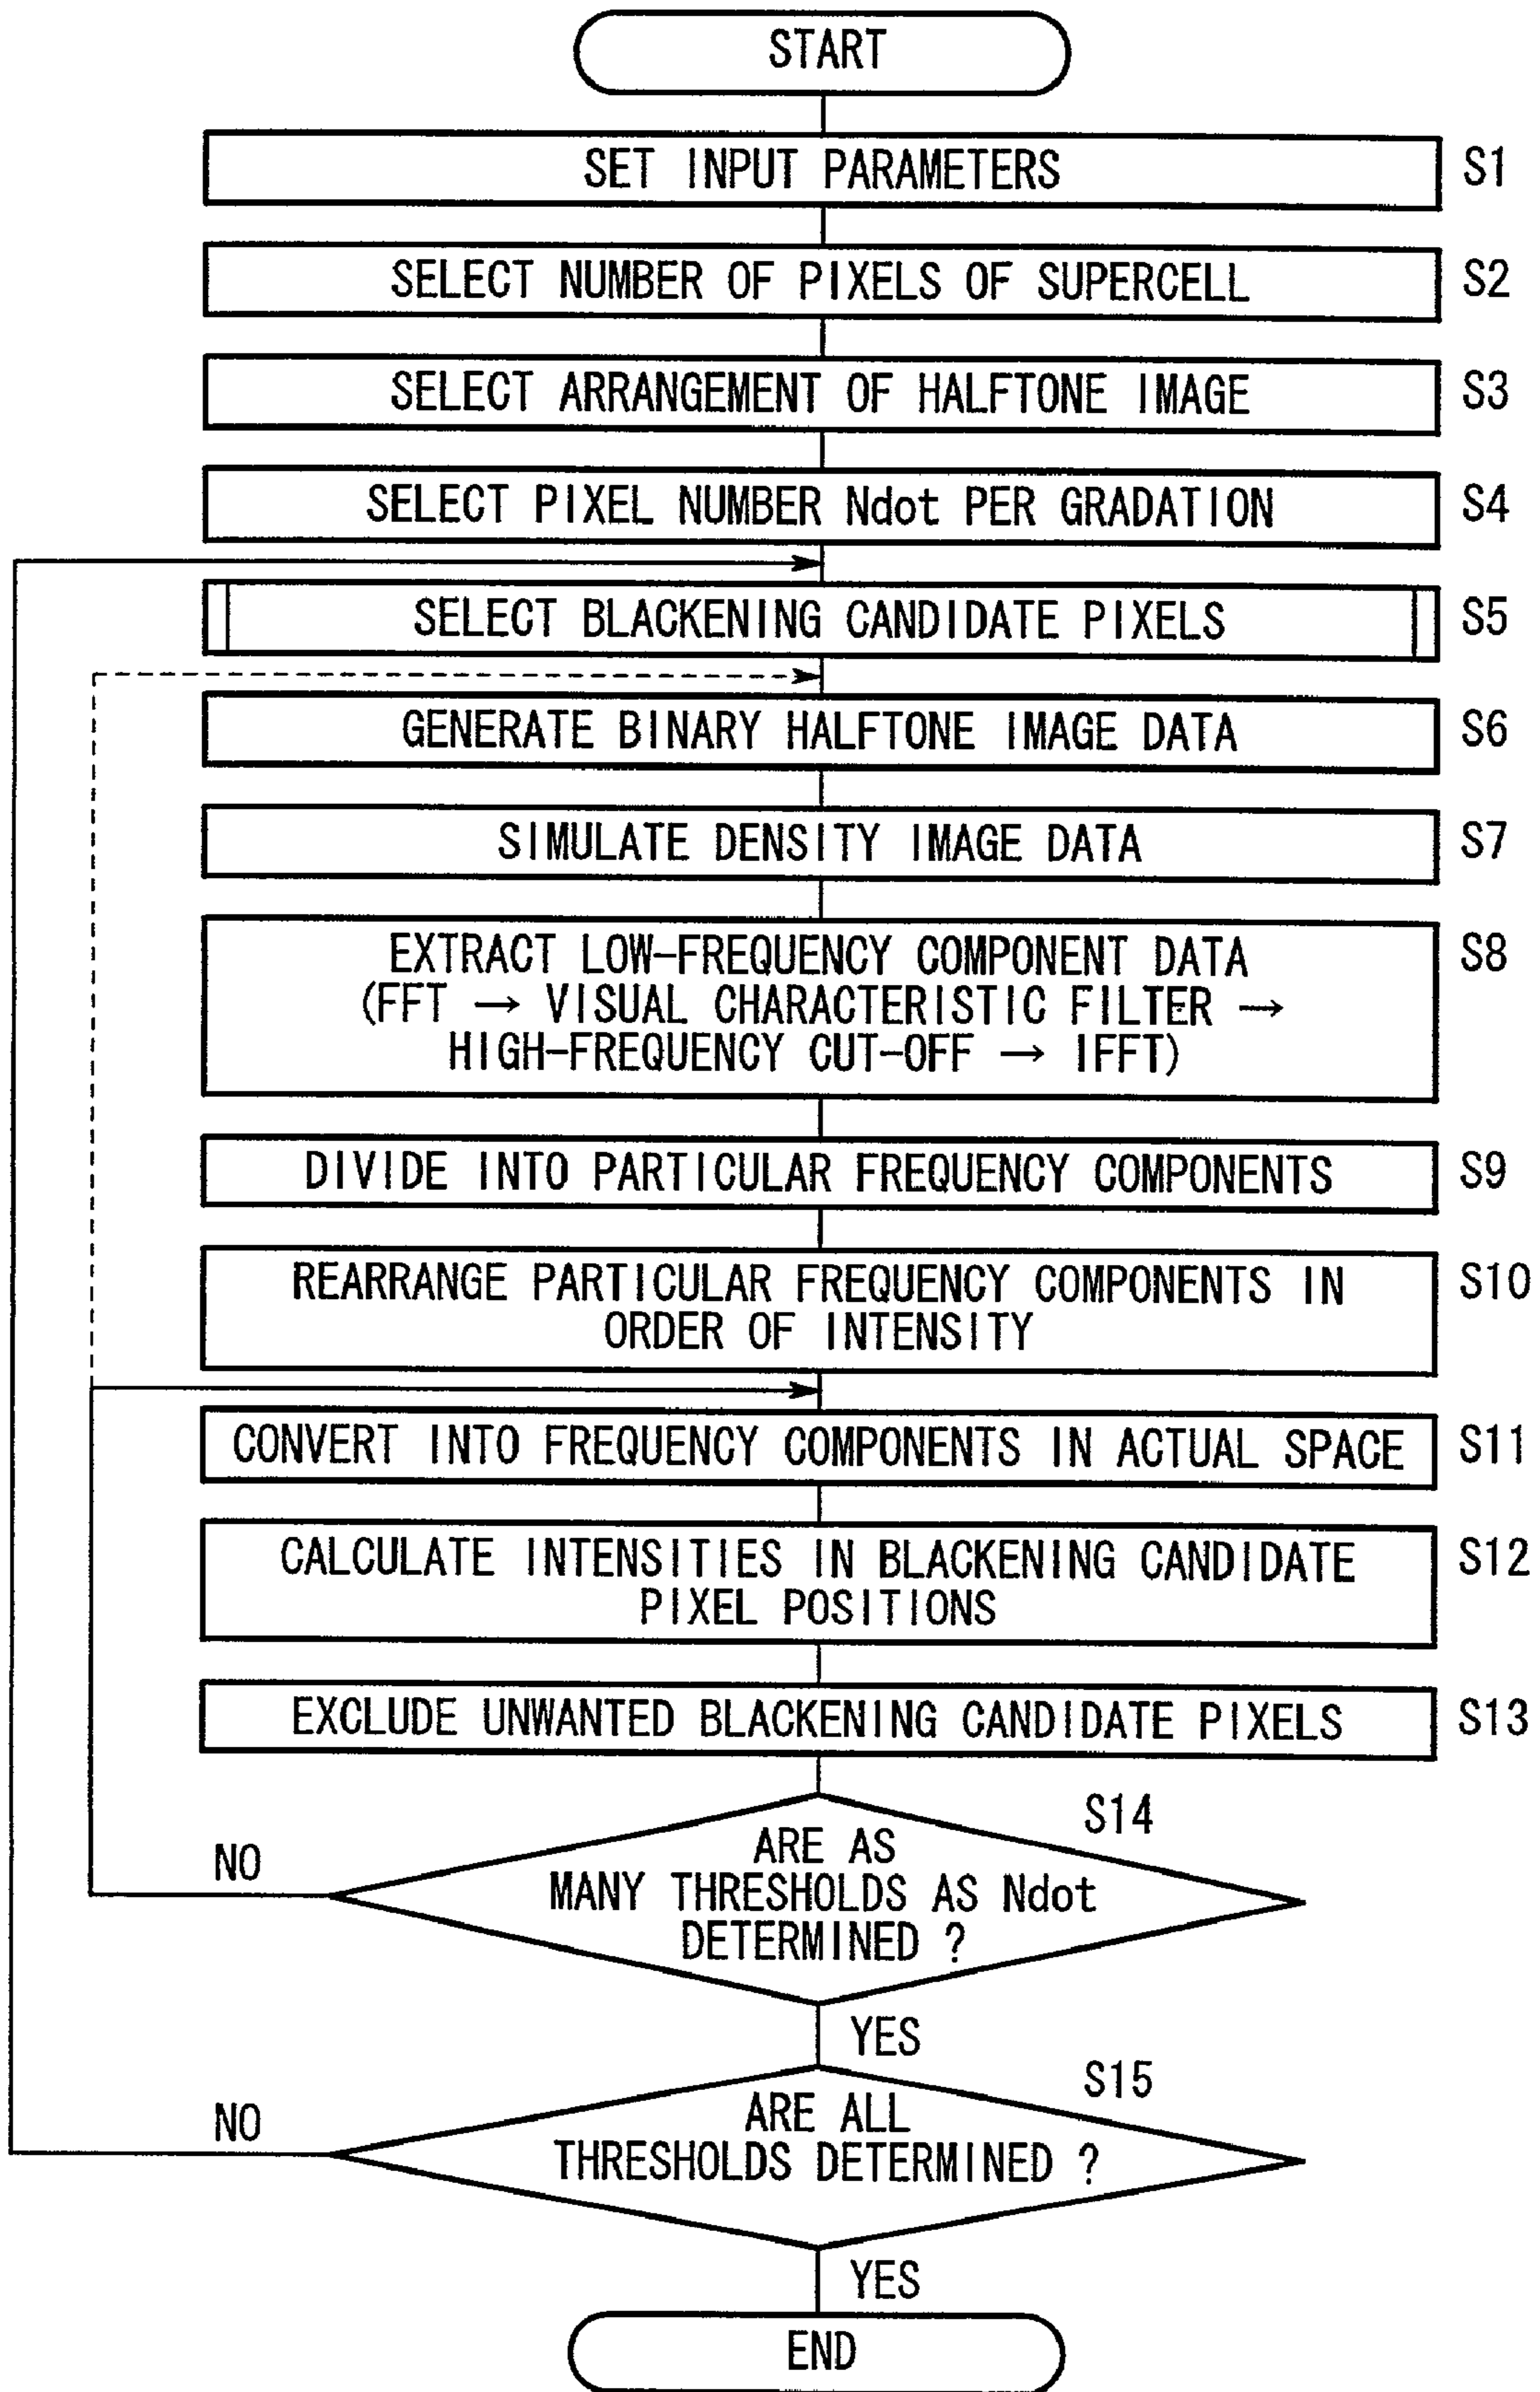 START
SET INPUT PARAMETERS
S1
SELECT NUMBER OF PIXELS OF SUPERCELL
S2
SELECT ARRANGEMENT OF HALFTONE IMAGE
S3
SELECT PIXEL NUMBER Ndot PER GRADATION
S4
SELECT BLACKENING CANDIDATE PIXELS
S5
GENERATE BINARY HALFTONE IMAGE DATA
S6
SIMULATE DENSITY IMAGE DATA
S7
EXTRACT LOW-FREQUENCY COMPONENT DATA
S8
(FFT → VISUAL CHARACTERISTIC FILTER →
HIGH-FREQUENCY CUT-OFF → IFFT)
DIVIDE INTO PARTICULAR FREQUENCY COMPONENTS
S9
REARRANGE PARTICULAR FREQUENCY COMPONENTS IN
S10
ORDER OF INTENSITY
CONVERT INTO FREQUENCY COMPONENTS IN ACTUAL SPACE
S11
CALCULATE INTENSITIES IN BLACKENING CANDIDATE
S12
PIXEL POSITIONS
EXCLUDE UNWANTED BLACKENING CANDIDATE PIXELS
S13
S14
ARE AS
MANY THRESHOLDS AS Ndot
DETERMINED ?
NO
YES
S15
ARE ALL
THRESHOLDS DETERMINED ?
NO
YES
END